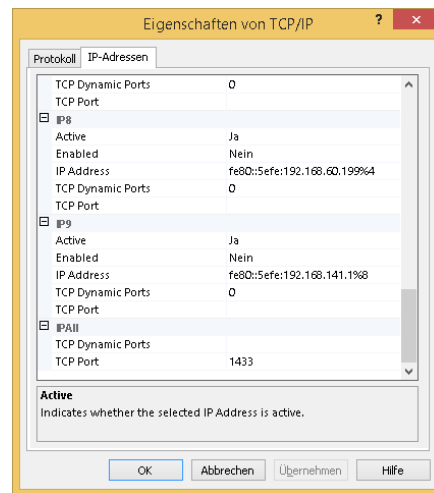 Eigenschaften von TCP/IP ? ×
Protokoll IP-Adressen
TCP Dynamic Ports 0
TCP Port
IP8
Active Ja
Enabled Nein
IP Address fe80::5efe:192.168.60.199%4
TCP Dynamic Ports 0
TCP Port
IP9
Active Ja
Enabled Nein
IP Address fe80::5efe:192.168.141.1%8
TCP Dynamic Ports 0
TCP Port
IPAll
TCP Dynamic Ports
TCP Port 1433
Active
Indicates whether the selected IP Address is active.
OK Abbrechen Übernehmen Hilfe